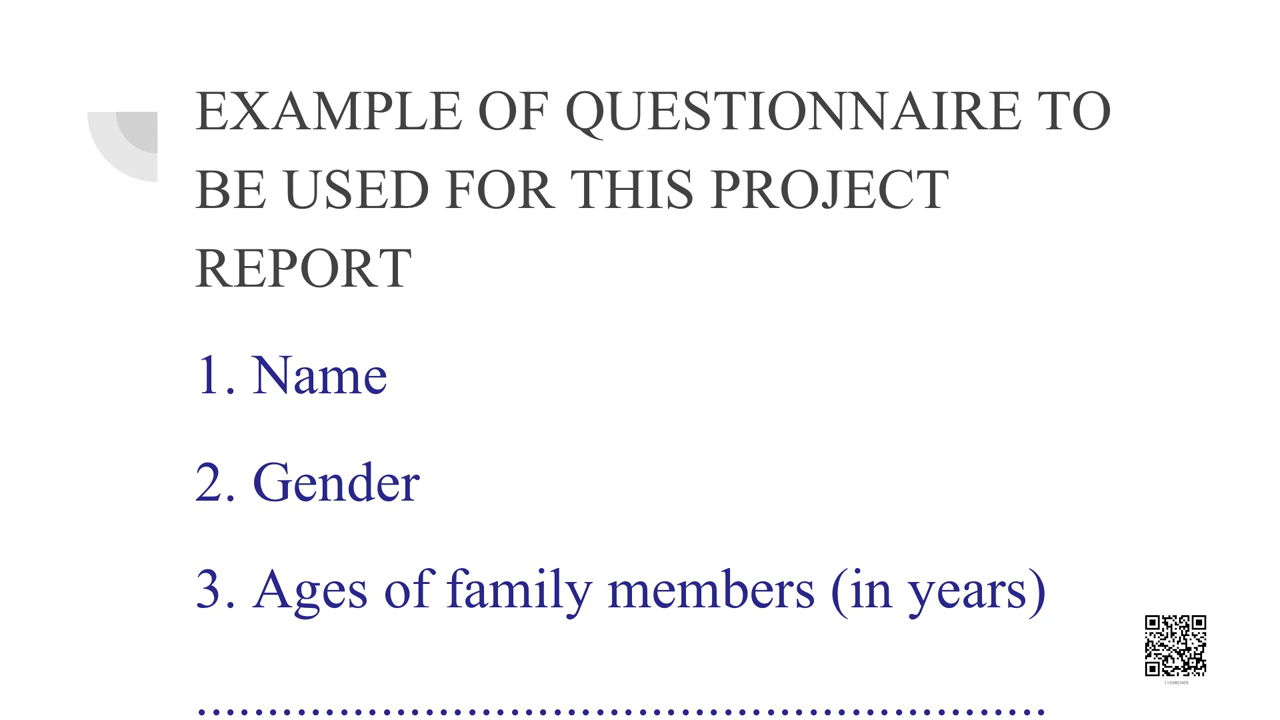 EXAMPLE OF QUESTIONNAIRE TO
BE USED FOR THIS PROJECT
REPORT
1. Name
2. Gender
3. Ages of family members (in years)
............................................................